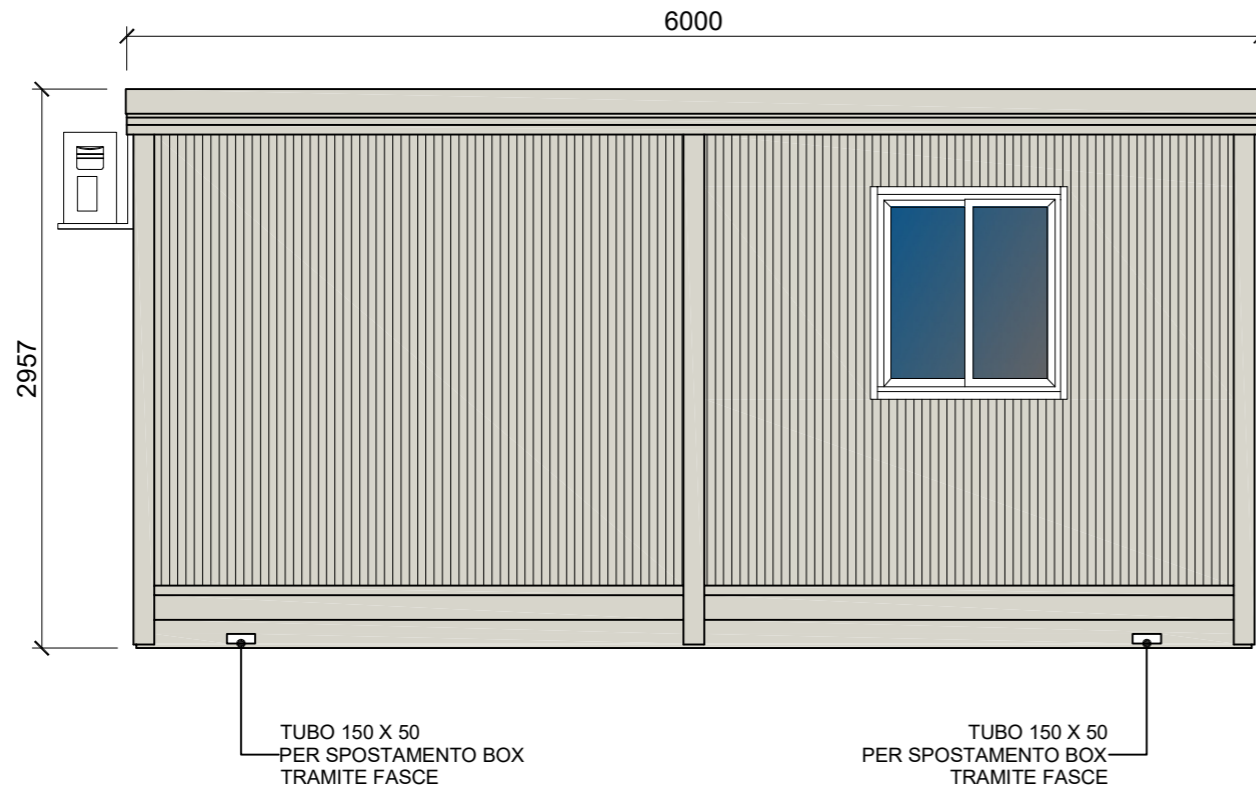 6000
2957
TUBO 150 X 50
PER SPOSTAMENTO BOX
TRAMITE FASCE
TUBO 150 X 50
PER SPOSTAMENTO BOX
TRAMITE FASCE